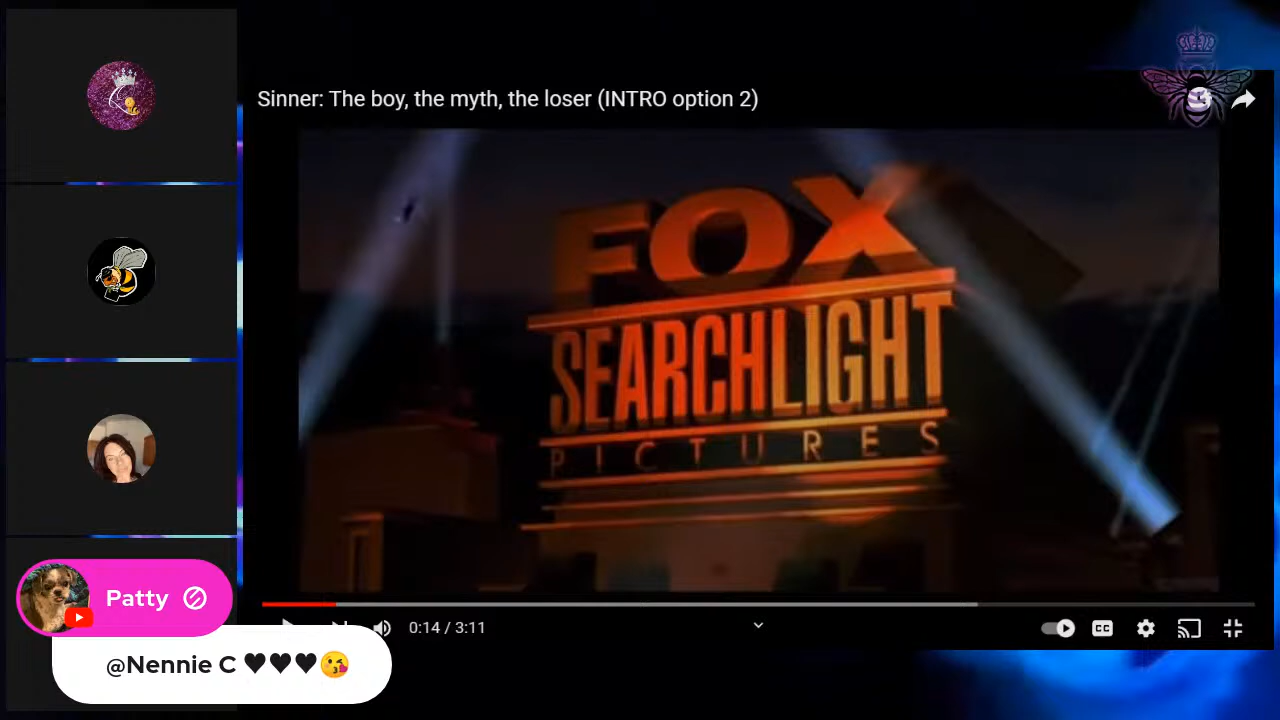 Sinner: The boy, the myth, the loser (INTRO option 2)
FOX
SEARCHLIGHT
PICTURES
Patty
@Nennie C ♥♥♥😘
0:14 / 3:11
CC